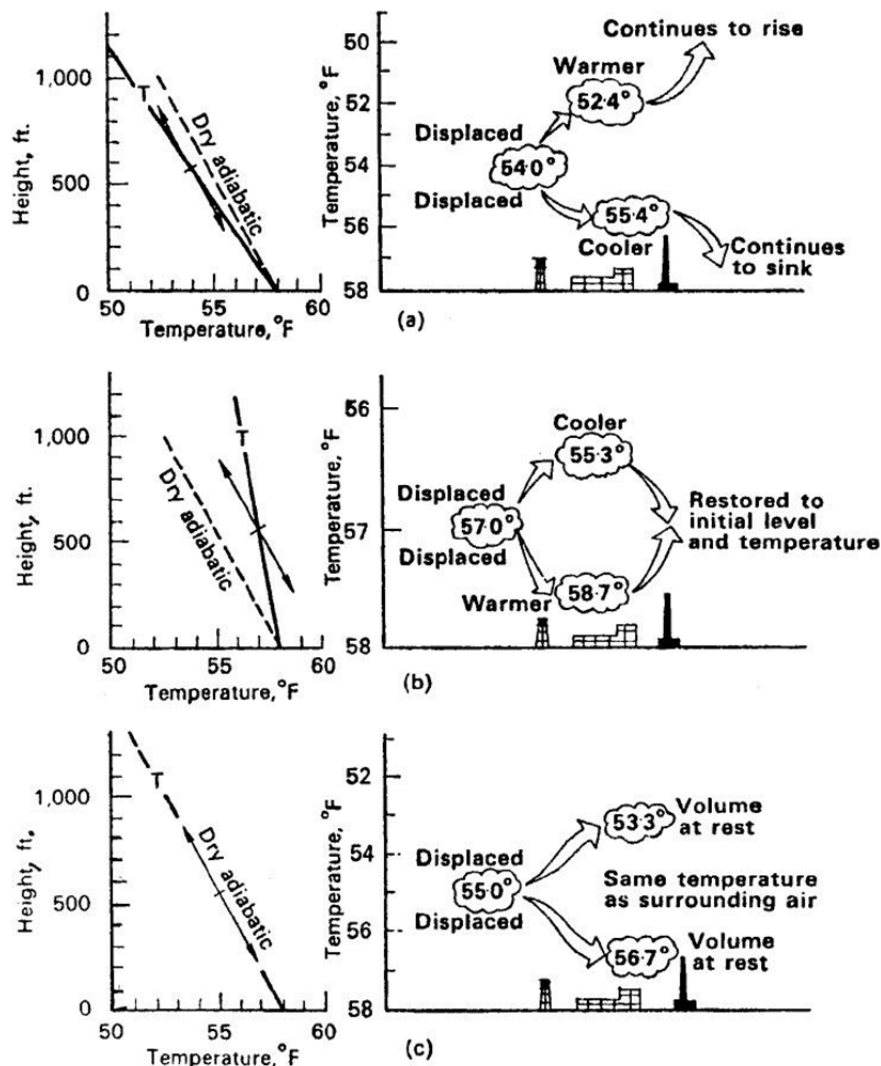 Height, ft.
1,000
500
0
T
Dry adiabatic
50
55
60
Temperature,°F
Temperature,°F
50
52
54
56
58
Continues to rise
Warmer
52·4°
Displaced
54·0°
Displaced
55·4°
Cooler
Continues
to sink
(a)
Height, ft.
1,000
500
0
T
Dry adiabatic
50
55
60
Temperature,°F
Temperature,°F
56
57
58
Cooler
55·3°
Displaced
57·0°
Displaced
Restored to
initial level
and temperature
58·7°
Warmer
(b)
Height, ft,
1,000
500
0
T
Dry adiabatic
50
55
60
Temperature, °F
Temperature, °F
52
54
56
58
53·3°
Volume
at rest
Displaced
55·0°
Displaced
Same temperature
as surrounding air
56·7°
Volume
at rest
(c)